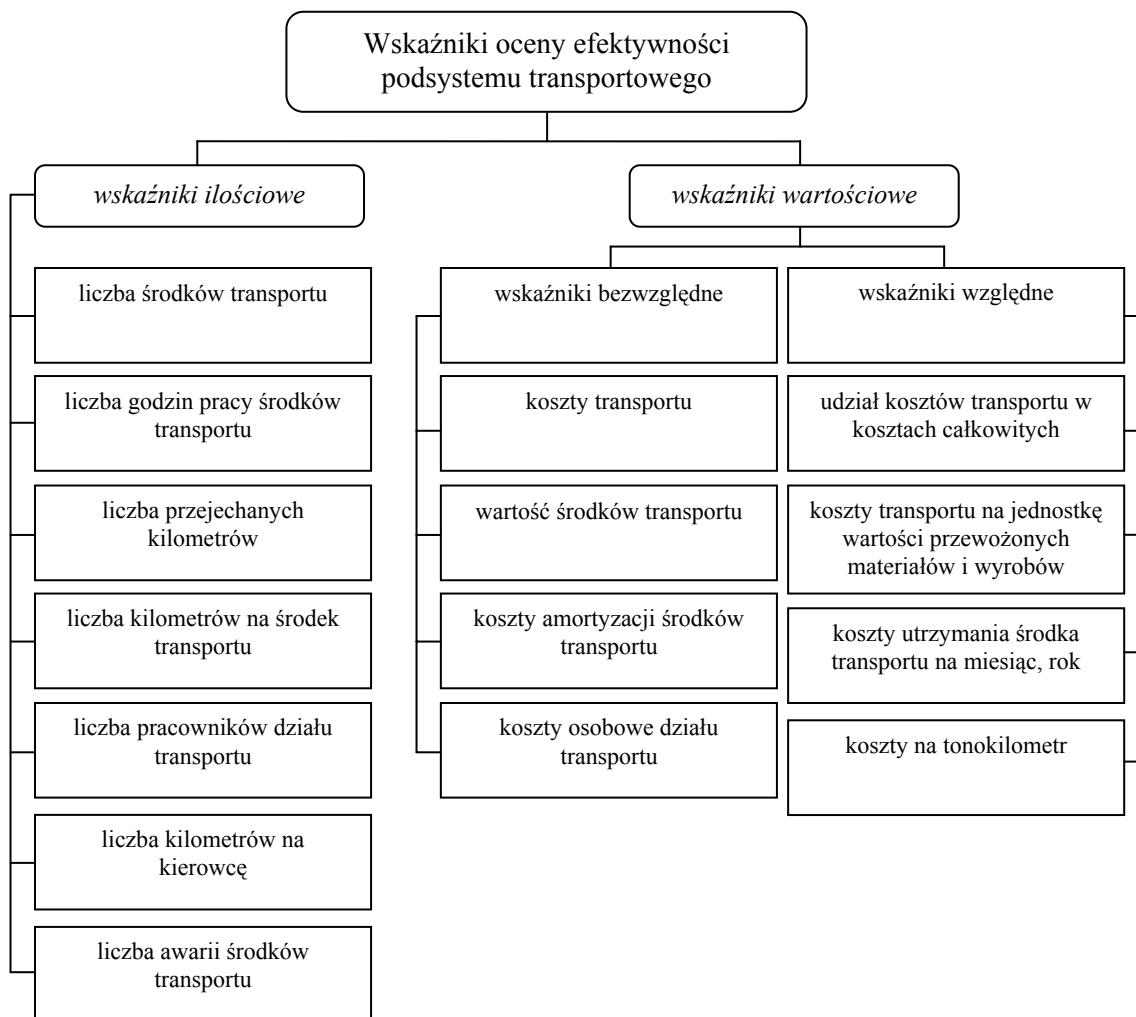 Wskaźniki oceny efektywności
podsystemu transportowego
wskaźniki ilościowe
wskaźniki wartościowe
liczba środków transportu
liczba godzin pracy środków
transportu
liczba przejechanych
kilometrów
liczba kilometrów na środek
transportu
liczba pracowników działu
transportu
liczba kilometrów na
kierowcę
liczba awarii środków
transportu
wskaźniki bezwzględne
koszty transportu
wartość środków transportu
koszty amortyzacji środków
transportu
koszty osobowe działu
transportu
wskaźniki względne
udział kosztów transportu w
kosztach całkowitych
koszty transportu na jednostkę
wartości przewożonych
materiałów i wyrobów
koszty utrzymania środka
transportu na miesiąc, rok
koszty na tonokilometr